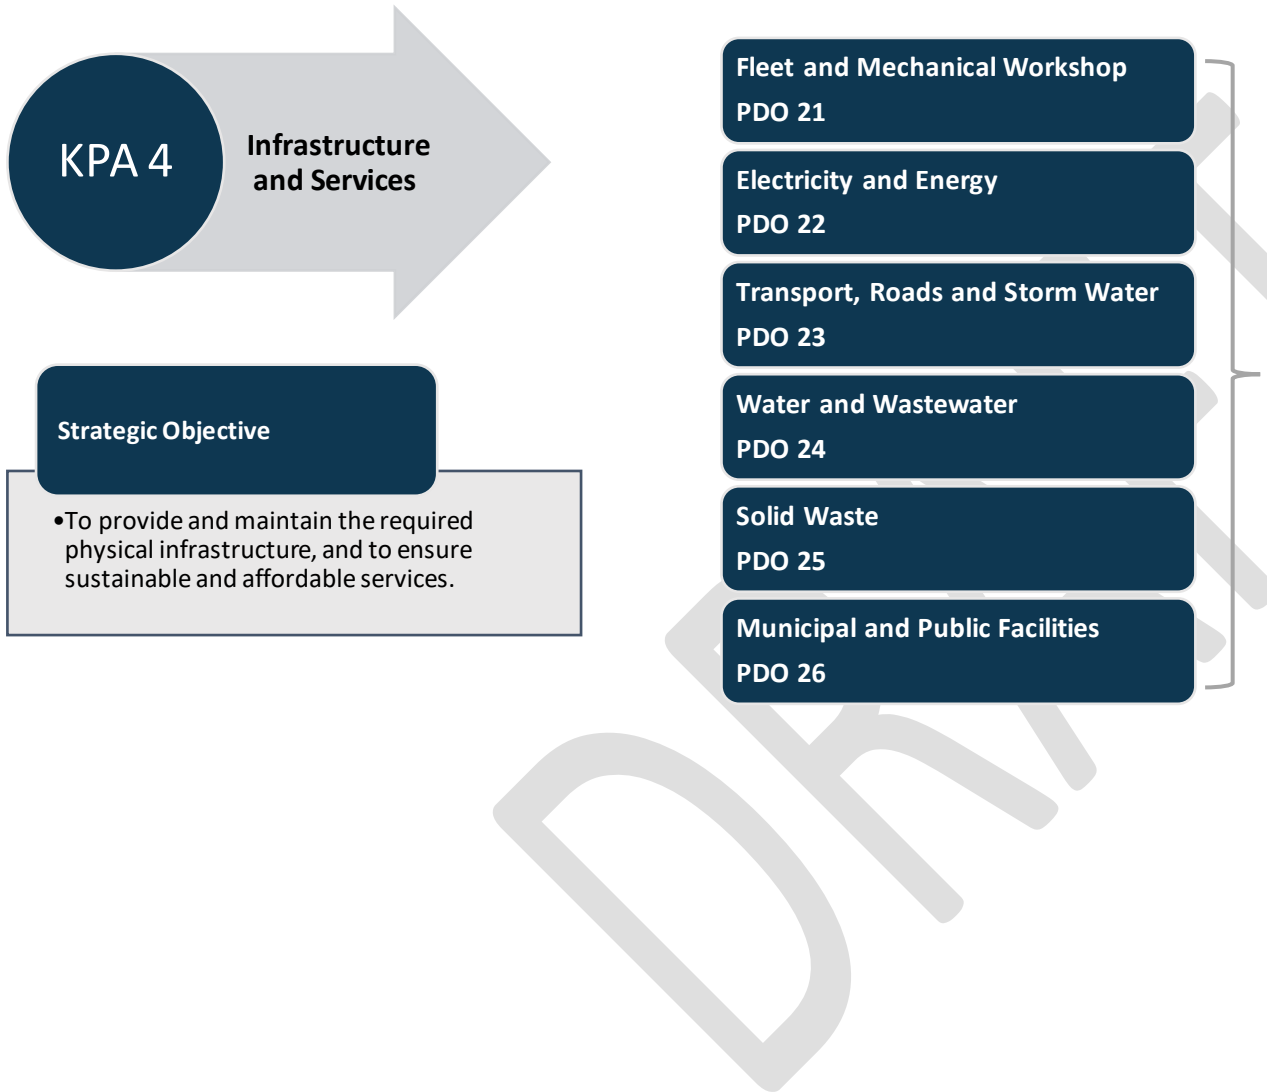 KPA 4
Infrastructure
and Services
Strategic Objective
•To provide and maintain the required
physical infrastructure, and to ensure
sustainable and affordable services.
Fleet and Mechanical Workshop
PDO 21
Electricity and Energy
PDO 22
Transport, Roads and Storm Water
PDO 23
Water and Wastewater
PDO 24
Solid Waste
PDO 25
Municipal and Public Facilities
PDO 26
DRAFT